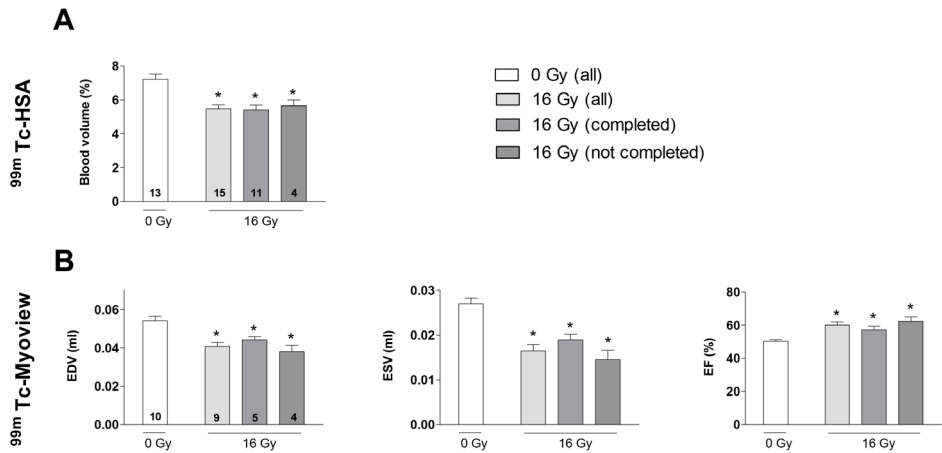 A
99m Tc-HSA
Blood volume (%)
8
6
4
2
0
* * *
13 15 11 4
0 Gy 16 Gy
0 Gy (all)
16 Gy (all)
16 Gy (completed)
16 Gy (not completed)
B
99m Tc-Myoview
EDV (ml)
0.06
0.04
0.02
0.00
* * *
10 9 5 4
0 Gy 16 Gy
ESV (ml)
0.03
0.02
0.01
0.00
* * *
0 Gy 16 Gy
EF (%)
80
60
40
20
0
* * *
0 Gy 16 Gy